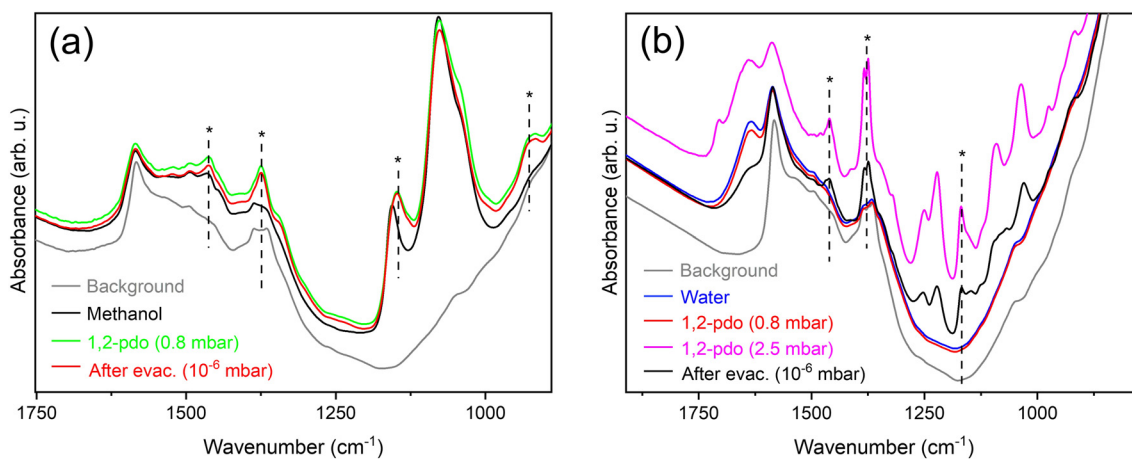 (a)
*
*
*
*
Absorbance (arb. u.)
Background
Methanol
1,2-pdo (0.8 mbar)
After evac. (10⁻⁶ mbar)
1750
1500
1250
1000
Wavenumber (cm⁻¹)
(b)
*
*
*
Absorbance (arb. u.)
Background
Water
1,2-pdo (0.8 mbar)
1,2-pdo (2.5 mbar)
After evac. (10⁻⁶ mbar)
1750
1500
1250
1000
Wavenumber (cm⁻¹)